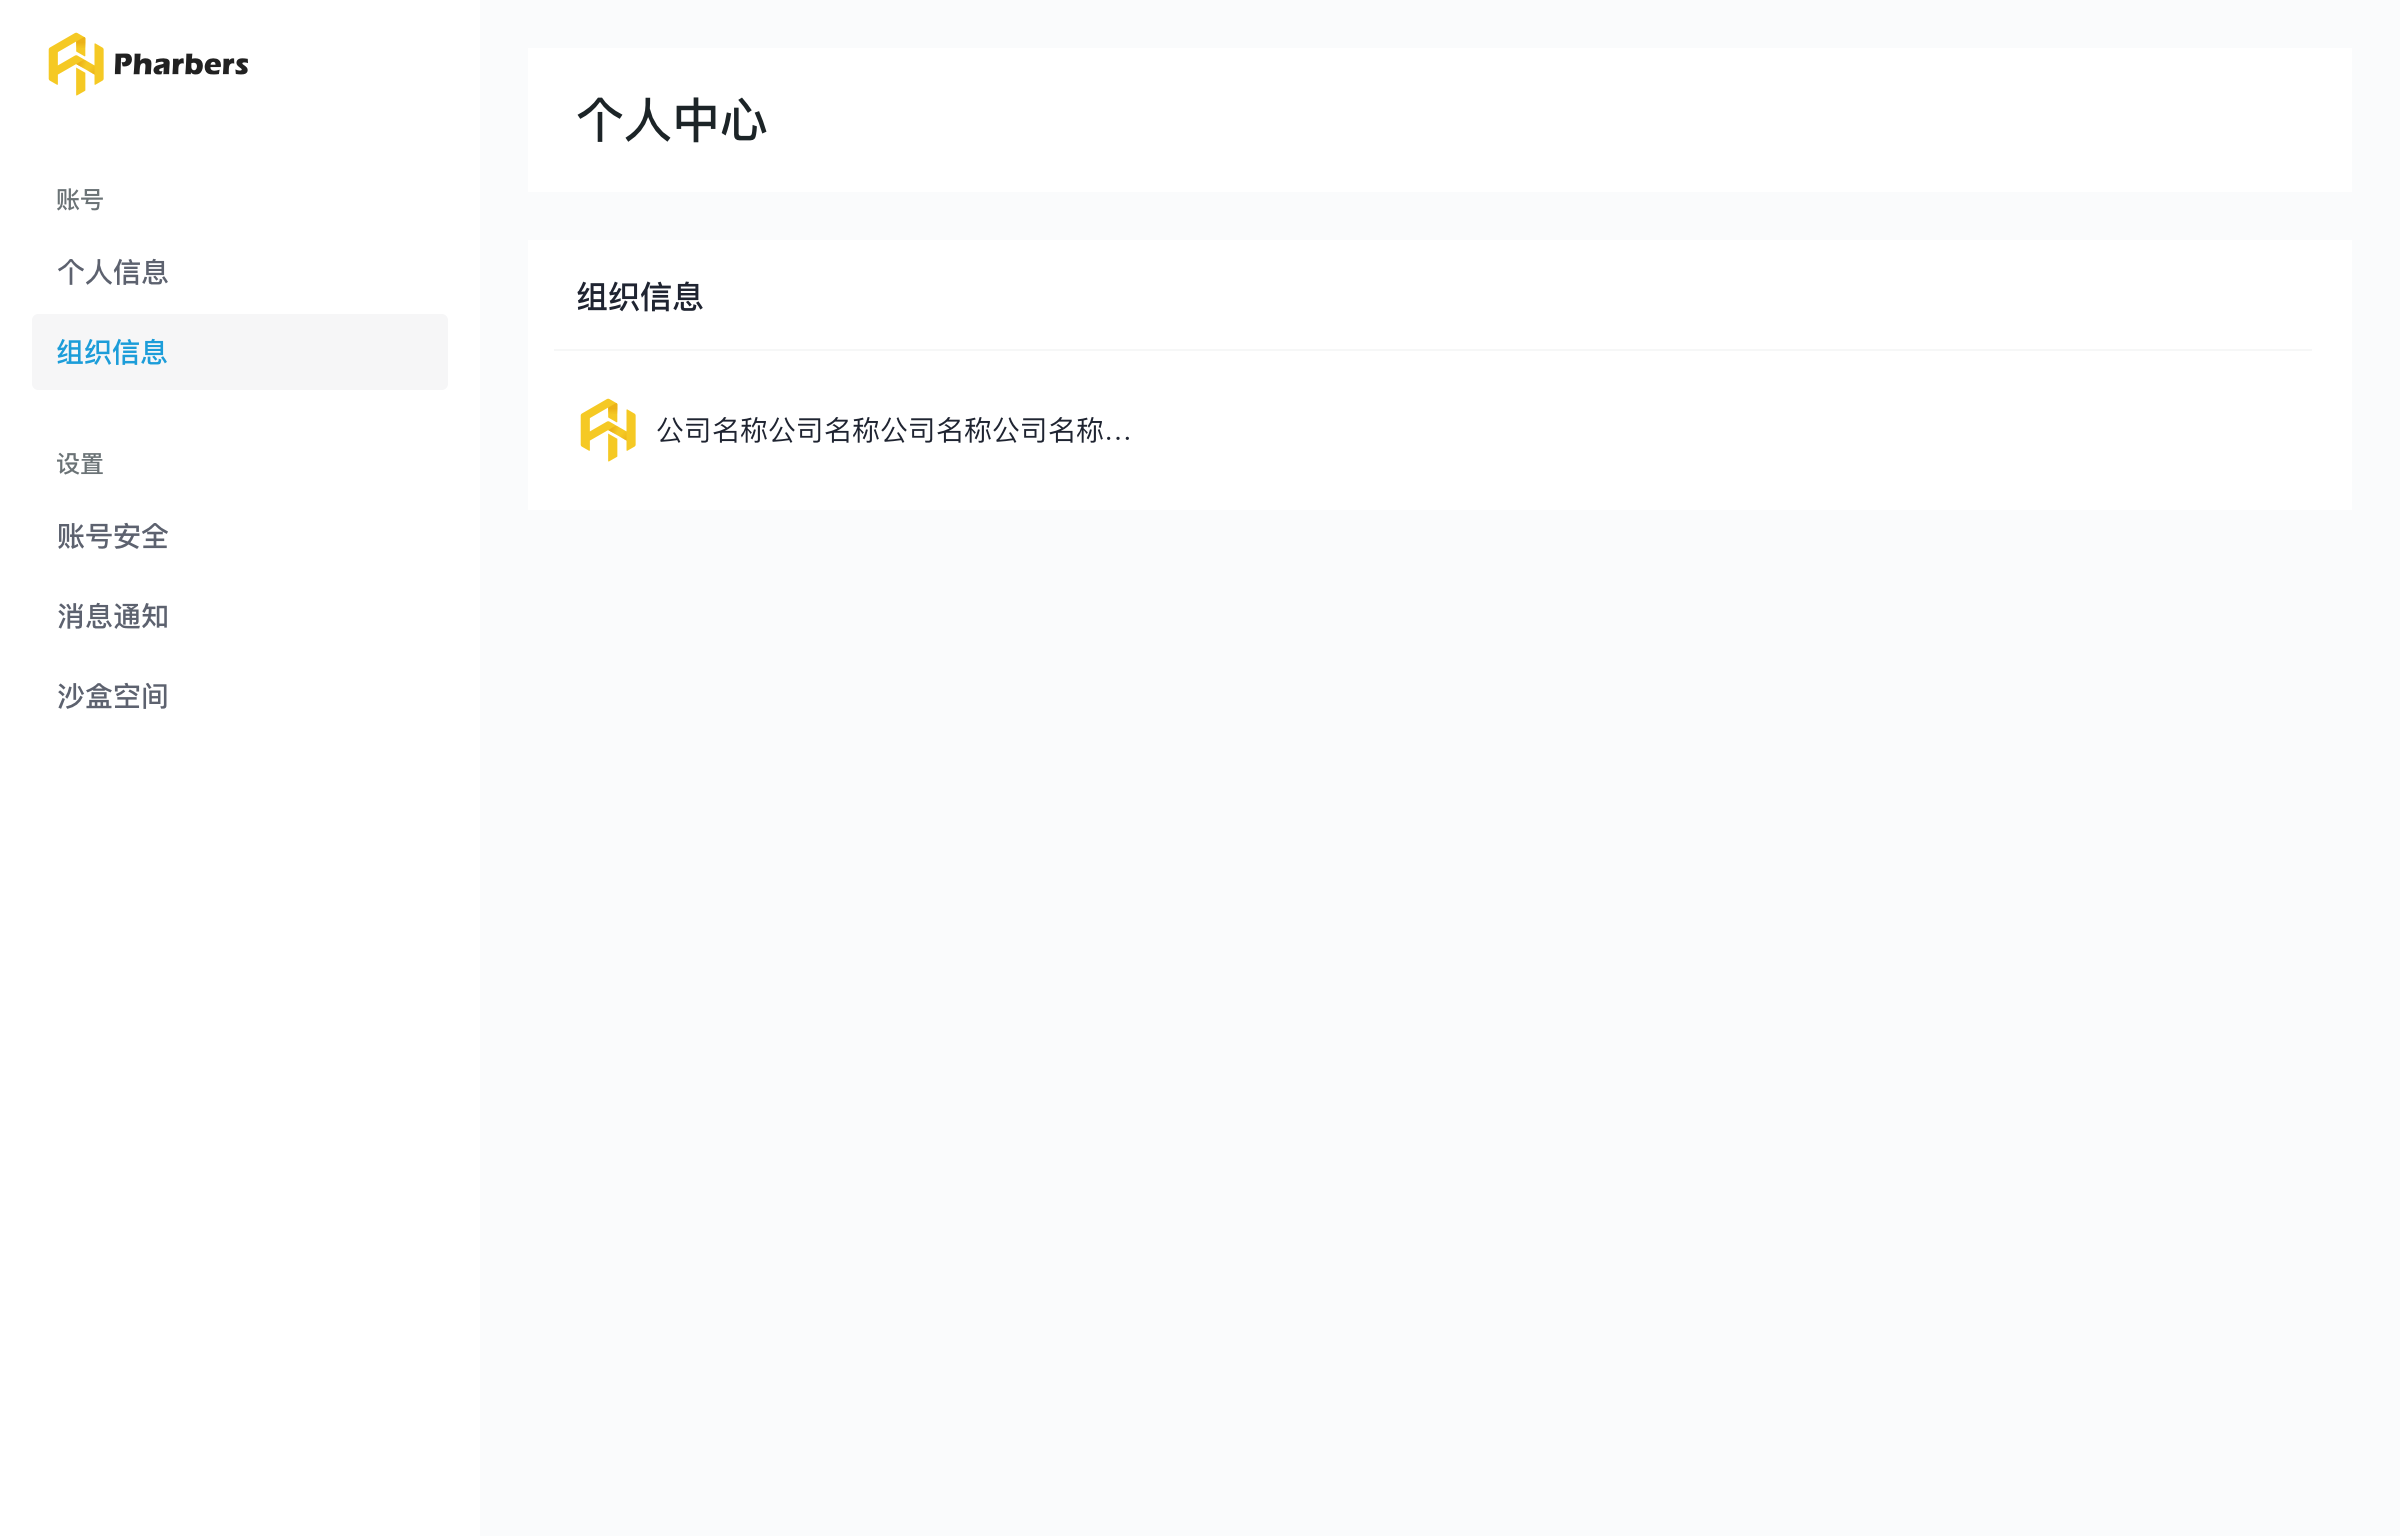 Pharbers
账号
个人信息
组织信息
设置
账号安全
消息通知
沙盒空间
个人中心
组织信息
公司名称公司名称公司名称公司名称...